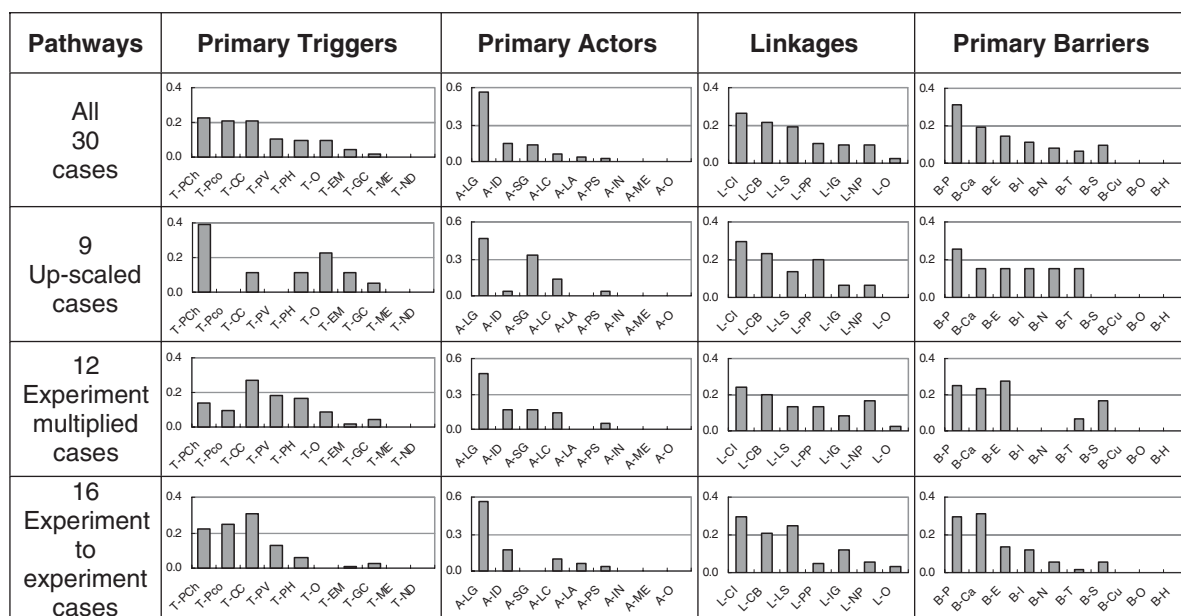 Pathways Primary Triggers Primary Actors Linkages Primary Barriers
All
30
cases
0.4
0.2
0.0
T-PCh T-Pco T-OC T-PV T-PH T-O T-EM T-GC T-ME T-ND
0.6
0.3
0.0
A-LG A-ID A-SG A-LC A-LA A-PS A-IN A-ME A-O
0.4
0.2
0.0
L-CI L-CB L-LS L-PP L-IG L-NP L-O
0.4
0.2
0.0
B-P B-Ca B-E B-I B-N B-T B-S B-Cu B-O B-H
9
Up-scaled
cases
0.4
0.2
0.0
T-PCh T-Pco T-OC T-PV T-PH T-O T-EM T-GC T-ME T-ND
0.6
0.3
0.0
A-LG A-ID A-SG A-LC A-LA A-PS A-IN A-ME A-O
0.4
0.2
0.0
L-CI L-CB L-LS L-PP L-IG L-NP L-O
0.4
0.2
0.0
B-P B-Ca B-E B-I B-N B-T B-S B-Cu B-O B-H
12
Experiment
multiplied
cases
0.4
0.2
0.0
T-PCh T-Pco T-OC T-PV T-PH T-O T-EM T-GC T-ME T-ND
0.6
0.3
0.0
A-LG A-ID A-SG A-LC A-LA A-PS A-IN A-ME A-O
0.4
0.2
0.0
L-CI L-CB L-LS L-PP L-IG L-NP L-O
0.4
0.2
0.0
B-P B-Ca B-E B-I B-N B-T B-S B-Cu B-O B-H
16
Experiment
to
experiment
cases
0.4
0.2
0.0
T-PCh T-Pco T-OC T-PV T-PH T-O T-EM T-GC T-ME T-ND
0.6
0.3
0.0
A-LG A-ID A-SG A-LC A-LA A-PS A-IN A-ME A-O
0.4
0.2
0.0
L-CI L-CB L-LS L-PP L-IG L-NP L-O
0.4
0.2
0.0
B-P B-Ca B-E B-I B-N B-T B-S B-Cu B-O B-H